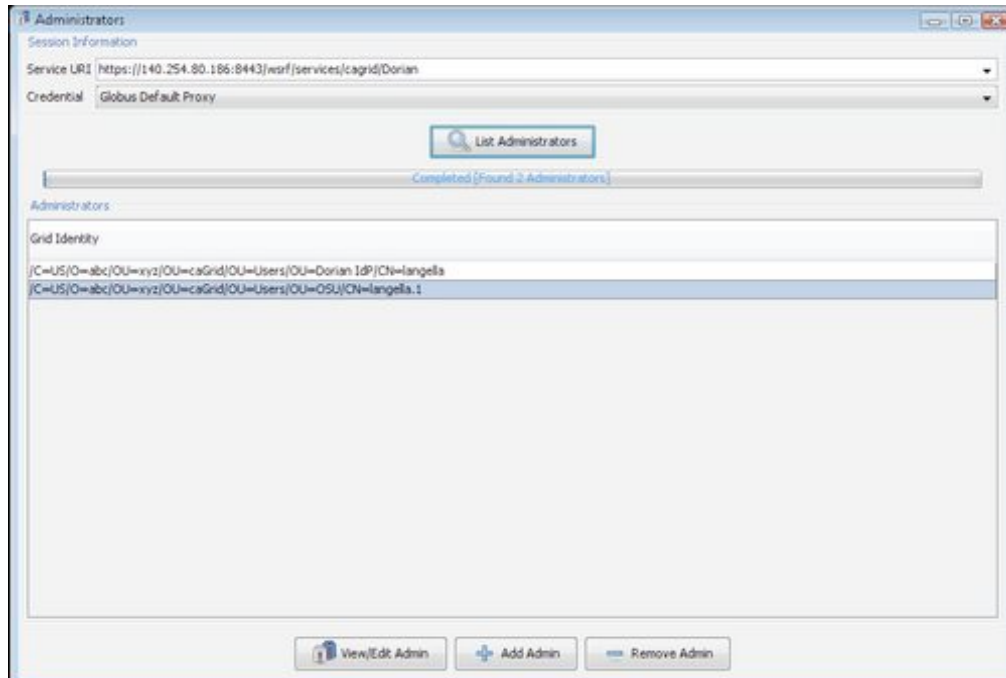 Administrators
Session Information
Service URI https://140.254.80.186:8443/wsrf/services/cagrid/Dorian
Credential Globus Default Proxy
List Administrators
Completed [Found 2 Administrators]
Administrators
Grid Identity
/C=US/O=abc/OU=xyz/OU=caGrid/OU=Users/OU=Dorian IdP/CN=langella
/C=US/O=abc/OU=xyz/OU=caGrid/OU=Users/OU=OSU/CN=langella.1
View/Edit Admin Add Admin Remove Admin